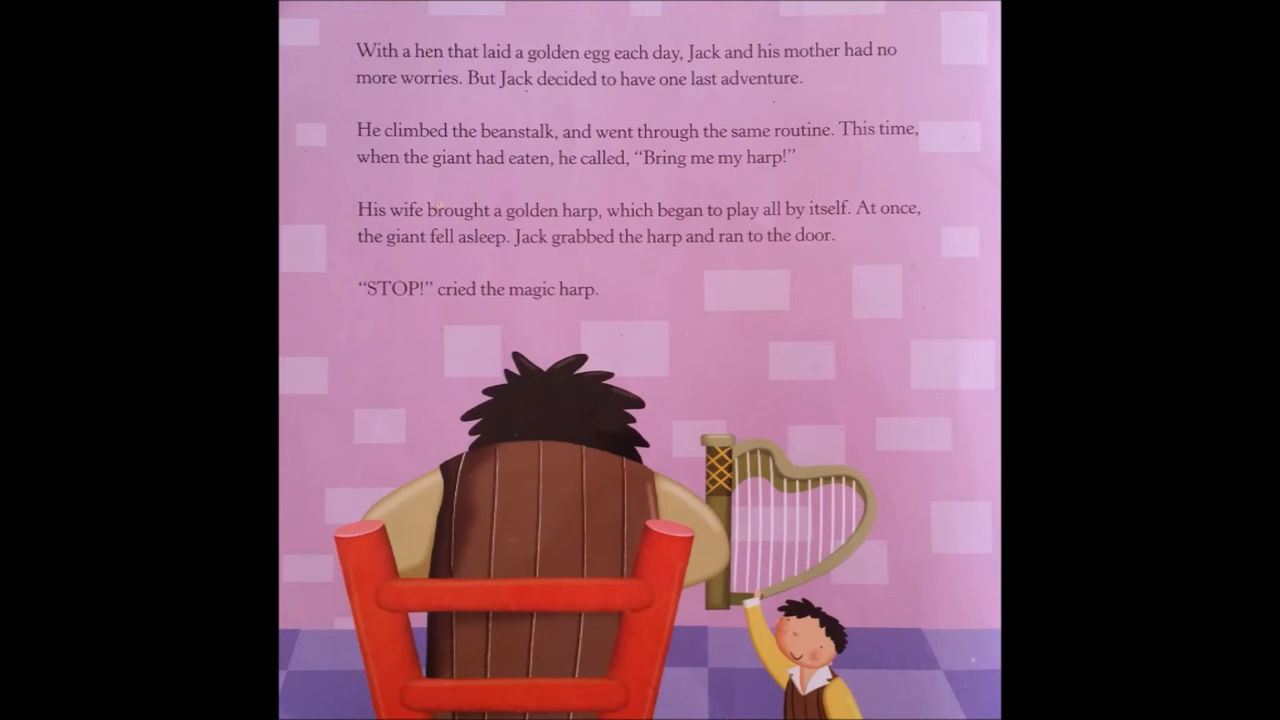 With a hen that laid a golden egg each day, Jack and his mother had no
more worries. But Jack decided to have one last adventure.
He climbed the beanstalk, and went through the same routine. This time,
when the giant had eaten, he called, “Bring me my harp!”
His wife brought a golden harp, which began to play all by itself. At once,
the giant fell asleep. Jack grabbed the harp and ran to the door.
“STOP!” cried the magic harp.